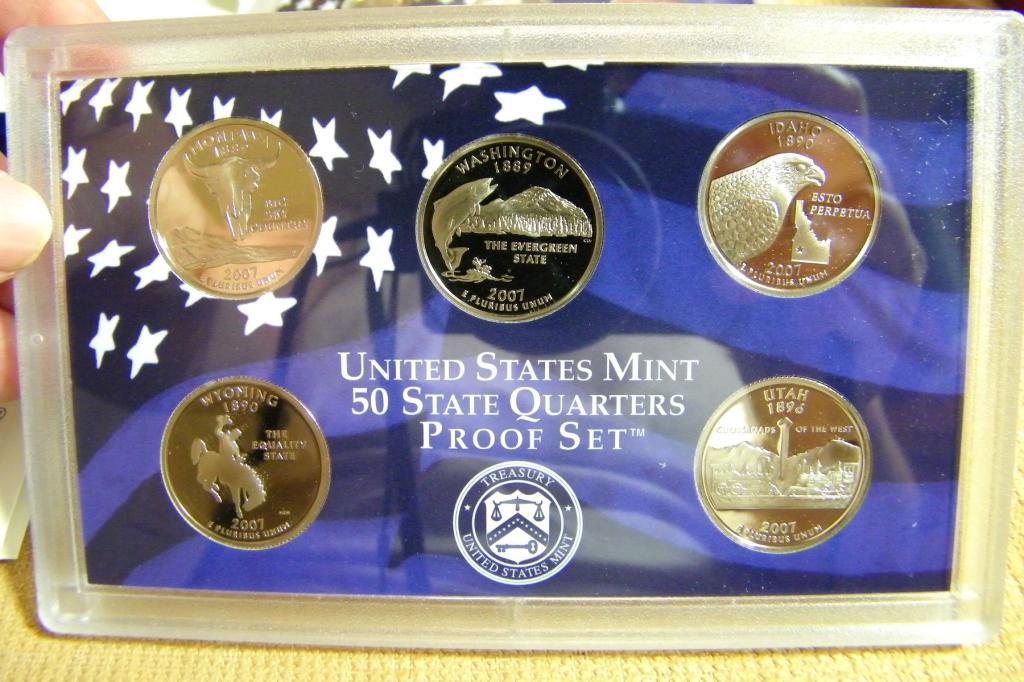 MONTANA
1889
BIG
SKY
COUNTRY
2007
E PLURIBUS UNUM
WASHINGTON
1889
THE EVERGREEN
STATE
2007
E PLURIBUS UNUM
IDAHO
1890
ESTO
PERPETUA
2007
E PLURIBUS UNUM
UNITED STATES MINT
50 STATE QUARTERS
PROOF SET™
WYOMING
1890
THE
EQUALITY
STATE
2007
E PLURIBUS UNUM
TREASURY
UNITED STATES MINT
UTAH
1896
CROSSROADS OF THE WEST
2007
E PLURIBUS UNUM